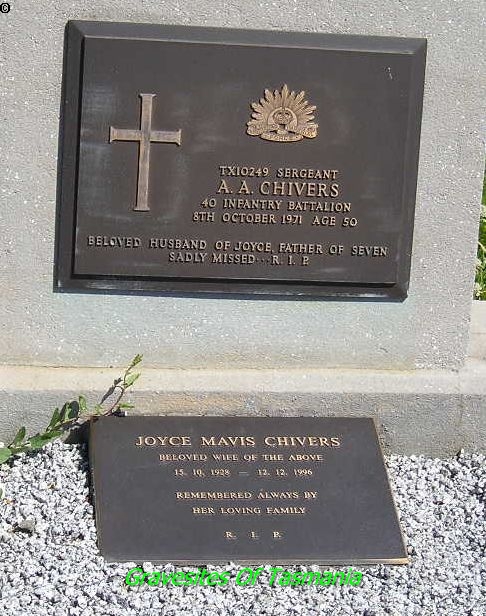 ©
TX10249 SERGEANT
A. A. CHIVERS
40 INFANTRY BATTALION
8TH OCTOBER 1971 AGE 50
BELOVED HUSBAND OF JOYCE, FATHER OF SEVEN
SADLY MISSED---R. I. P.
JOYCE MAVIS CHIVERS
BELOVED WIFE OF THE ABOVE
15. 10. 1928 — 12. 12. 1996
REMEMBERED ALWAYS BY
HER LOVING FAMILY
R. I. P.
Gravesites Of Tasmania